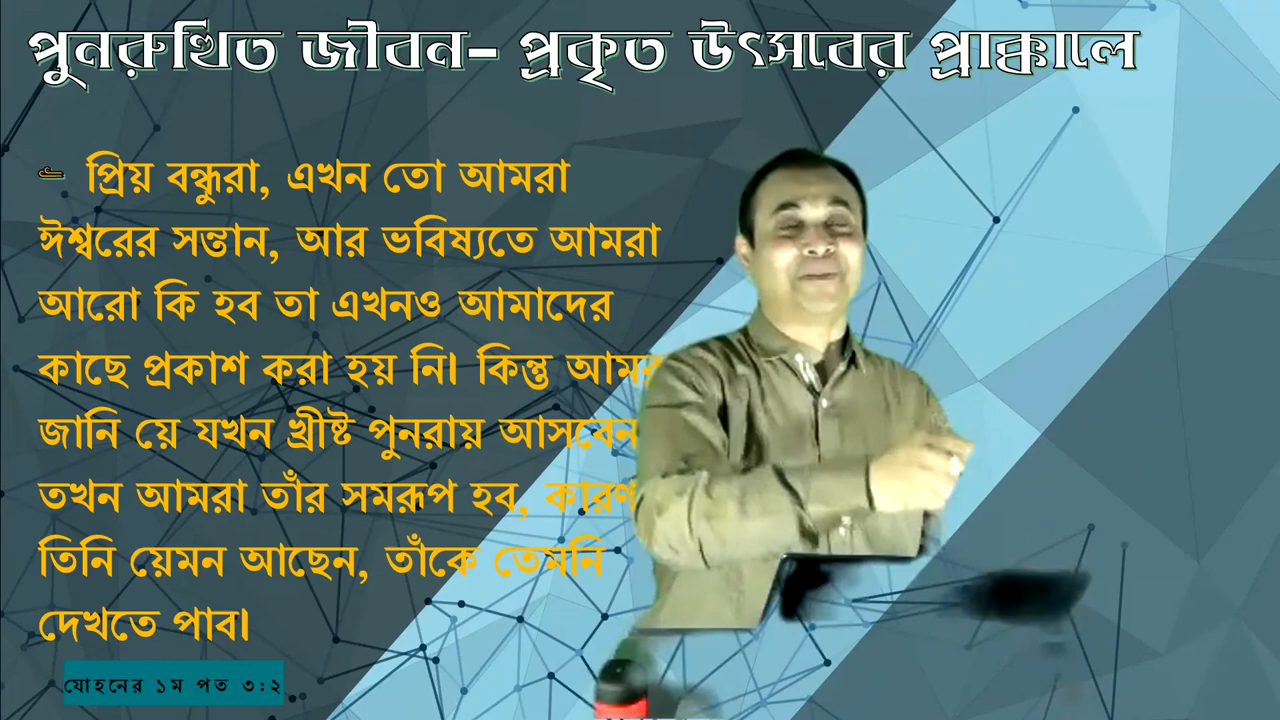 পুনরুত্থিত জীবন- প্রকৃত উৎসবের প্রাক্কালে
প্রিয় বন্ধুরা, এখন তো আমরা
ঈশ্বরের সন্তান, আর ভবিষ্যতে আমরা
আরো কি হব তা এখনও আমাদের
কাছে প্রকাশ করা হয় নি৷ কিন্তু
জানি য়ে যখন খ্রীষ্ট পুনরায় আসবেন
তখন আমরা তাঁর সমরূপ হব, কারণ
তিনি য়েমন আছেন, তাঁকে তেমনি
দেখতে পাব৷
যোহনের ১ম পত ৩:২